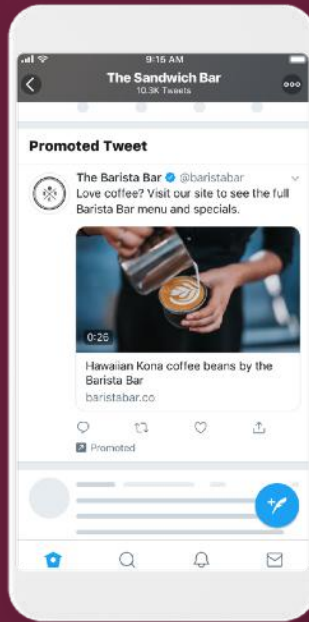 9:15 AM
The Sandwich Bar
10.3K Tweets
Promoted Tweet
The Barista Bar @baristabar
Love coffee? Visit our site to see the full
Barista Bar menu and specials.
0:26
Hawaiian Kona coffee beans by the
Barista Bar
baristabar.co
Promoted